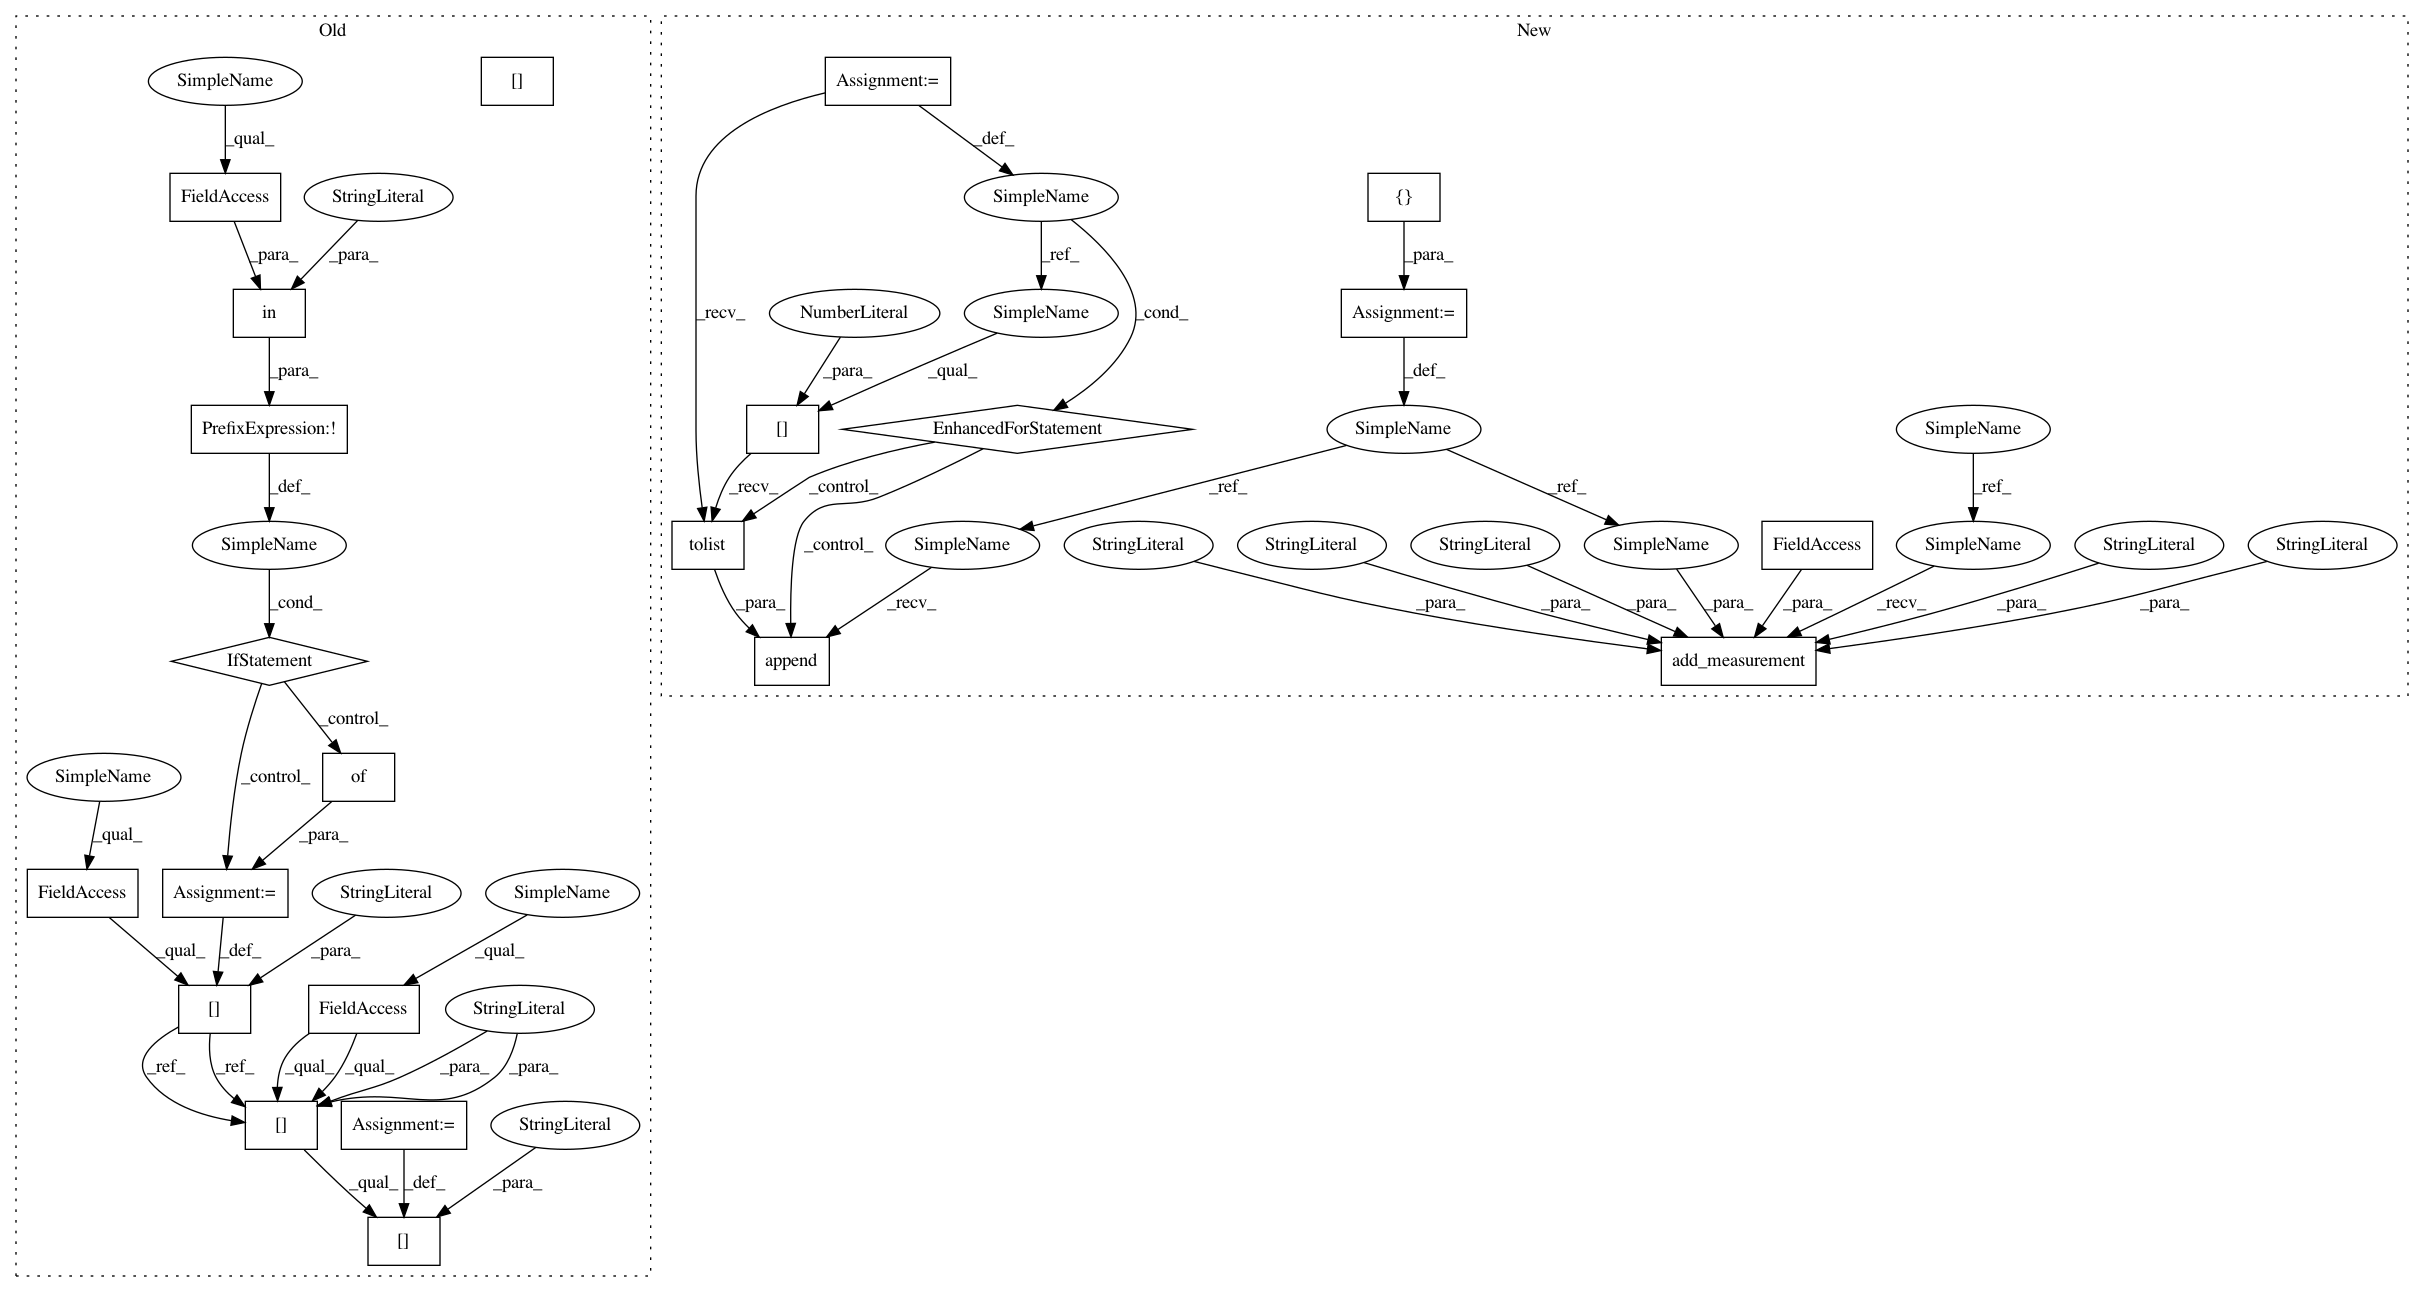 Old
New
SimpleName
[]
Assignment:=
_qual_
_def_
FieldAccess
StringLiteral
SimpleName
{}
_para_
_para_
_ref_
_para_
in
_recv_
NumberLiteral
SimpleName
_cond_
Assignment:=
_para_
_para_
_qual_
_def_
PrefixExpression:!
[]
EnhancedForStatement
SimpleName
SimpleName
_def_
_recv_
_control_
_ref_
_ref_
_ref_
SimpleName
tolist
_control_
SimpleName
StringLiteral
StringLiteral
StringLiteral
SimpleName
FieldAccess
SimpleName
StringLiteral
StringLiteral
_cond_
_para_
_recv_
_para_
_para_
_para_
_para_
_para_
_recv_
_para_
_para_
IfStatement
append
add_measurement
_control_
SimpleName
_control_
of
_qual_
_para_
FieldAccess
Assignment:=
StringLiteral
SimpleName
_qual_
_def_
_para_
_qual_
[]
FieldAccess
StringLiteral
_ref_
_ref_
_qual_
_qual_
_para_
_para_
[]
Assignment:=
StringLiteral
_qual_
_def_
_para_
[]